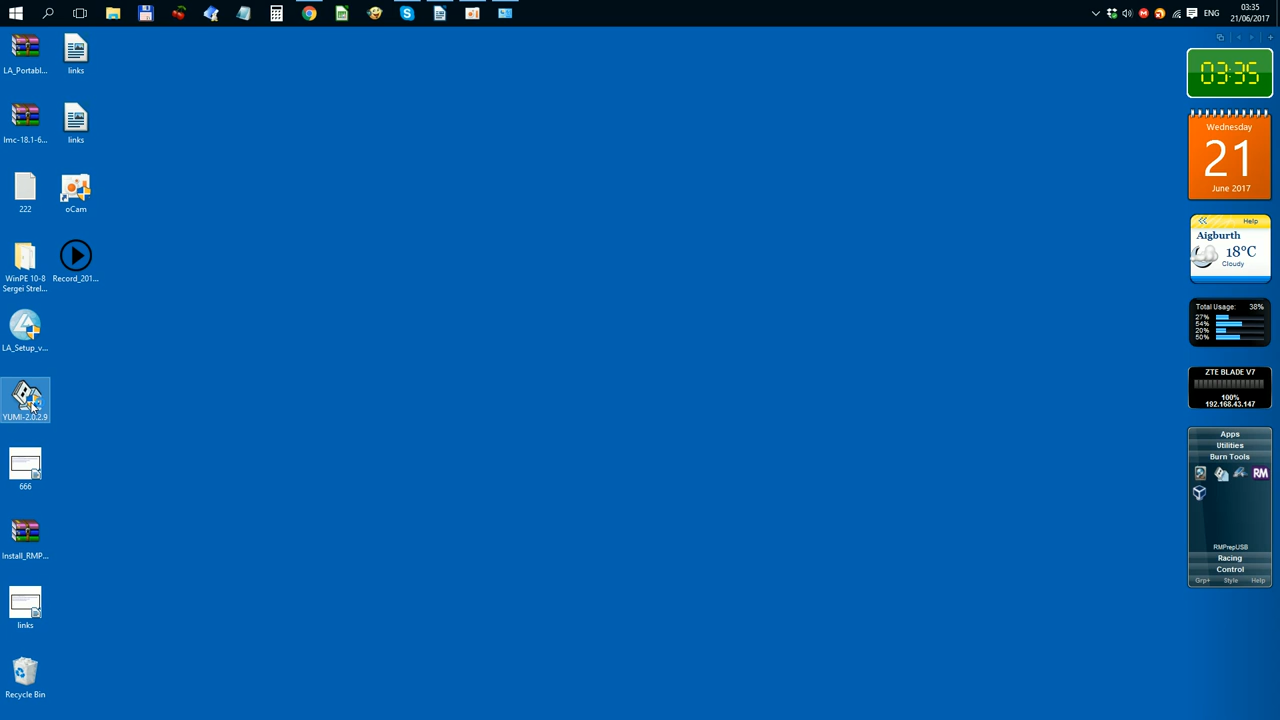 ENG
03:35
21/06/2017
LA_Portabl...
links
lmc-18.1-6...
links
222
oCam
WinPE 10-8
Sergei Strel...
Record_201...
LA_Setup_v...
YUMI-2.0.2.9
666
Install_RMP...
links
Recycle Bin
03:35
Wednesday
21
June 2017
Help
Aigburth
18°C
Cloudy
Total Usage: 38%
27%
54%
20%
50%
ZTE BLADE V7
100%
192.168.43.147
Apps
Utilities
Burn Tools
RM
RMPrepUSB
Racing
Control
Grp+ Style Help